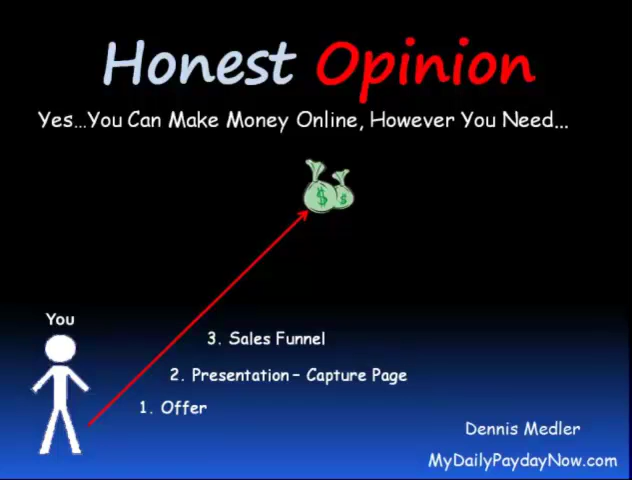 Honest Opinion
Yes...You Can Make Money Online, However You Need...
$ $
You
3. Sales Funnel
2. Presentation – Capture Page
1. Offer
Dennis Medler
MyDailyPaydayNow.com